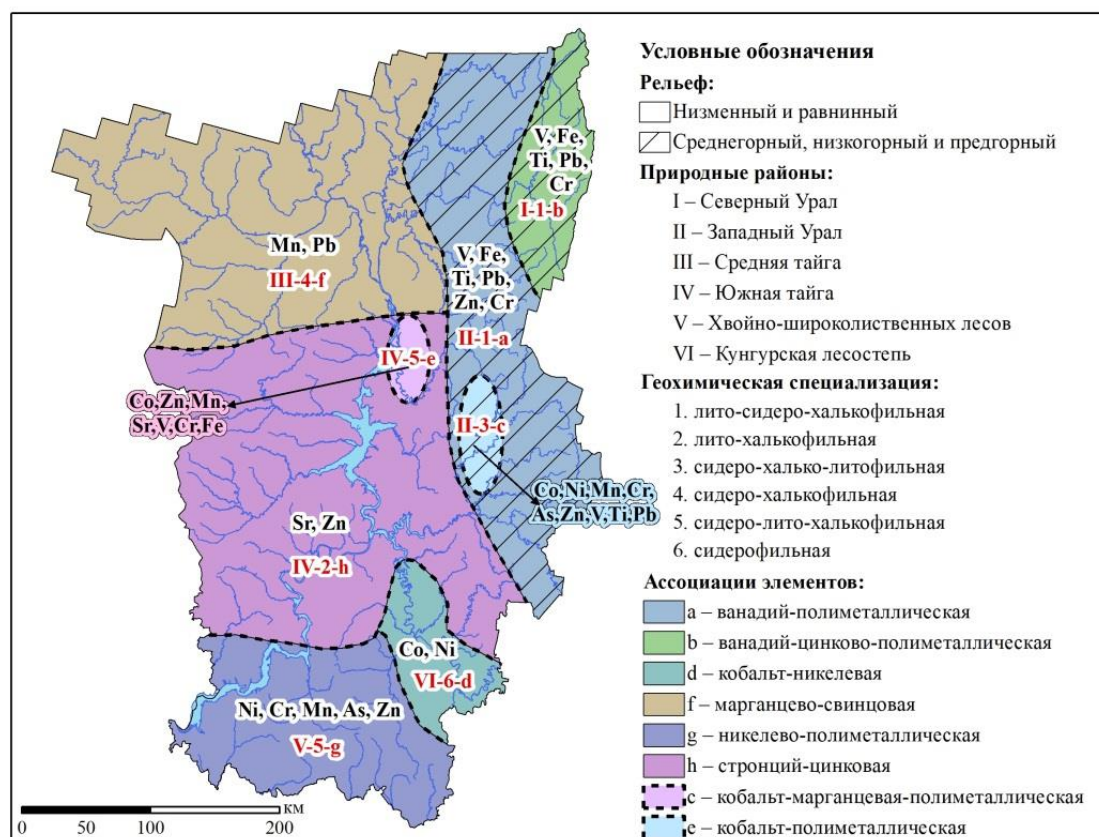 V, Fe,
Ti, Pb,
Cr
I-1-b
Mn, Pb
III-4-f
V, Fe,
Ti, Pb,
Zn, Cr
II-1-a
IV-5-e
Co,Zn,Mn,
Sr,V,Cr,Fe
II-3-c
Co,Ni,Mn,Cr,
As,Zn,V,Ti,Pb
Sr, Zn
IV-2-h
Co, Ni
VI-6-d
Ni, Cr, Mn, As, Zn
V-5-g
км
0 50 100 200
Условные обозначения
Рельеф:
Низменный и равнинный
Среднегорный, низкогорный и предгорный
Природные районы:
I – Северный Урал
II – Западный Урал
III – Средняя тайга
IV – Южная тайга
V – Хвойно-широколиственных лесов
VI – Кунгурская лесостепь
Геохимическая специализация:
1. лито-сидеро-халькофильная
2. лито-халькофильная
3. сидеро-халько-литофильная
4. сидеро-халькофильная
5. сидеро-лито-халькофильная
6. сидерофильная
Ассоциации элементов:
a – ванадий-полиметаллическая
b – ванадий-цинково-полиметаллическая
d – кобальт-никелевая
f – марганцево-свинцовая
g – никелево-полиметаллическая
h – стронций-цинковая
c – кобальт-марганцевая-полиметаллическая
e – кобальт-полиметаллическая